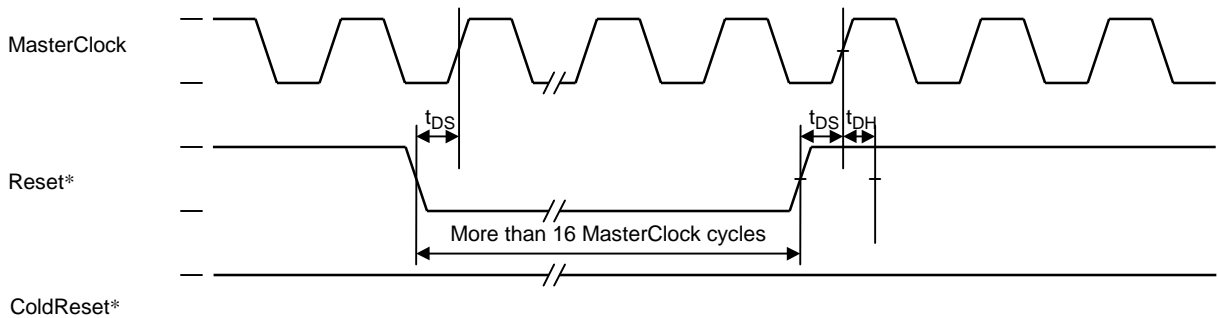 MasterClock
tDS
tDS
tDH
Reset*
More than 16 MasterClock cycles
ColdReset*